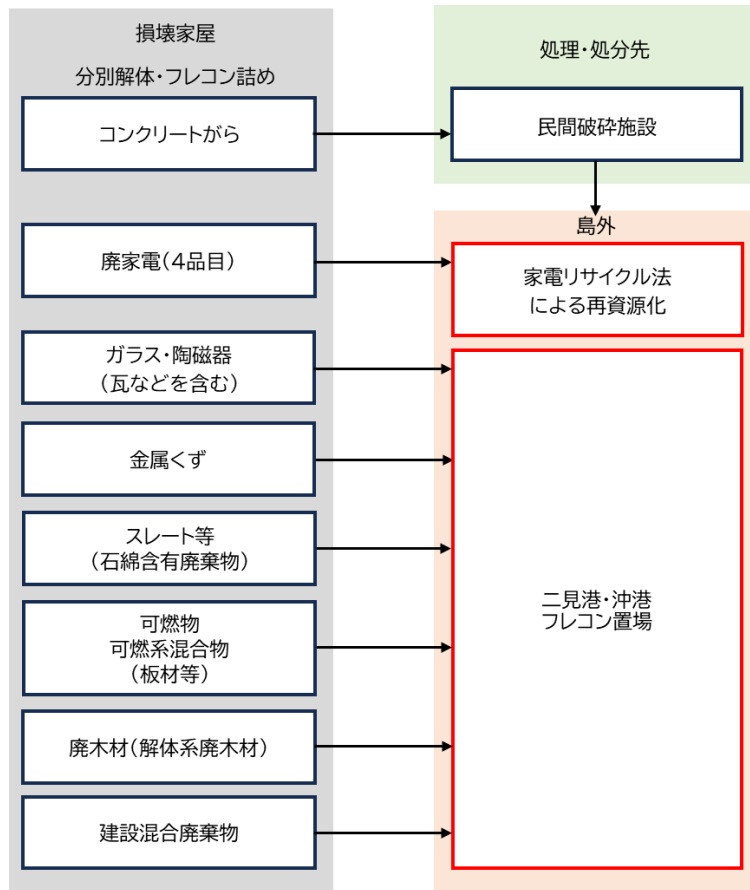 損壊家屋
分別解体・フレコン詰め
コンクリートがら
廃家電(4品目)
ガラス・陶磁器
(瓦などを含む)
金属くず
スレート等
(石綿含有廃棄物)
可燃物
可燃系混合物
(板材等)
廃木材(解体系廃木材)
建設混合廃棄物
処理・処分先
民間破砕施設
島外
家電リサイクル法
による再資源化
二見港・沖港
フレコン置場